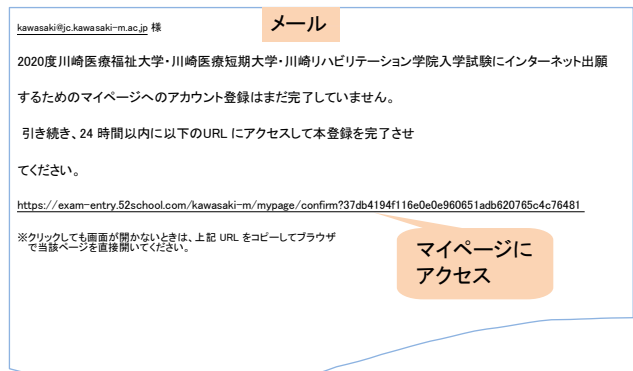 メール
kawasaki@jc.kawasaki-m.ac.jp 様
2020度川崎医療福祉大学・川崎医療短期大学・川崎リハビリテーション学院入学試験にインターネット出願
するためのマイページへのアカウント登録はまだ完了していません。
引き続き、24 時間以内に以下のURL にアクセスして本登録を完了させ
てください。
https://exam-entry.52school.com/kawasaki-m/mypage/confirm?37db4194f116e0e0e960651adb620765c4c76481
※クリックしても画面が開かないときは、上記 URL をコピーしてブラウザ
で当該ページを直接開いてください。
マイページに
アクセス